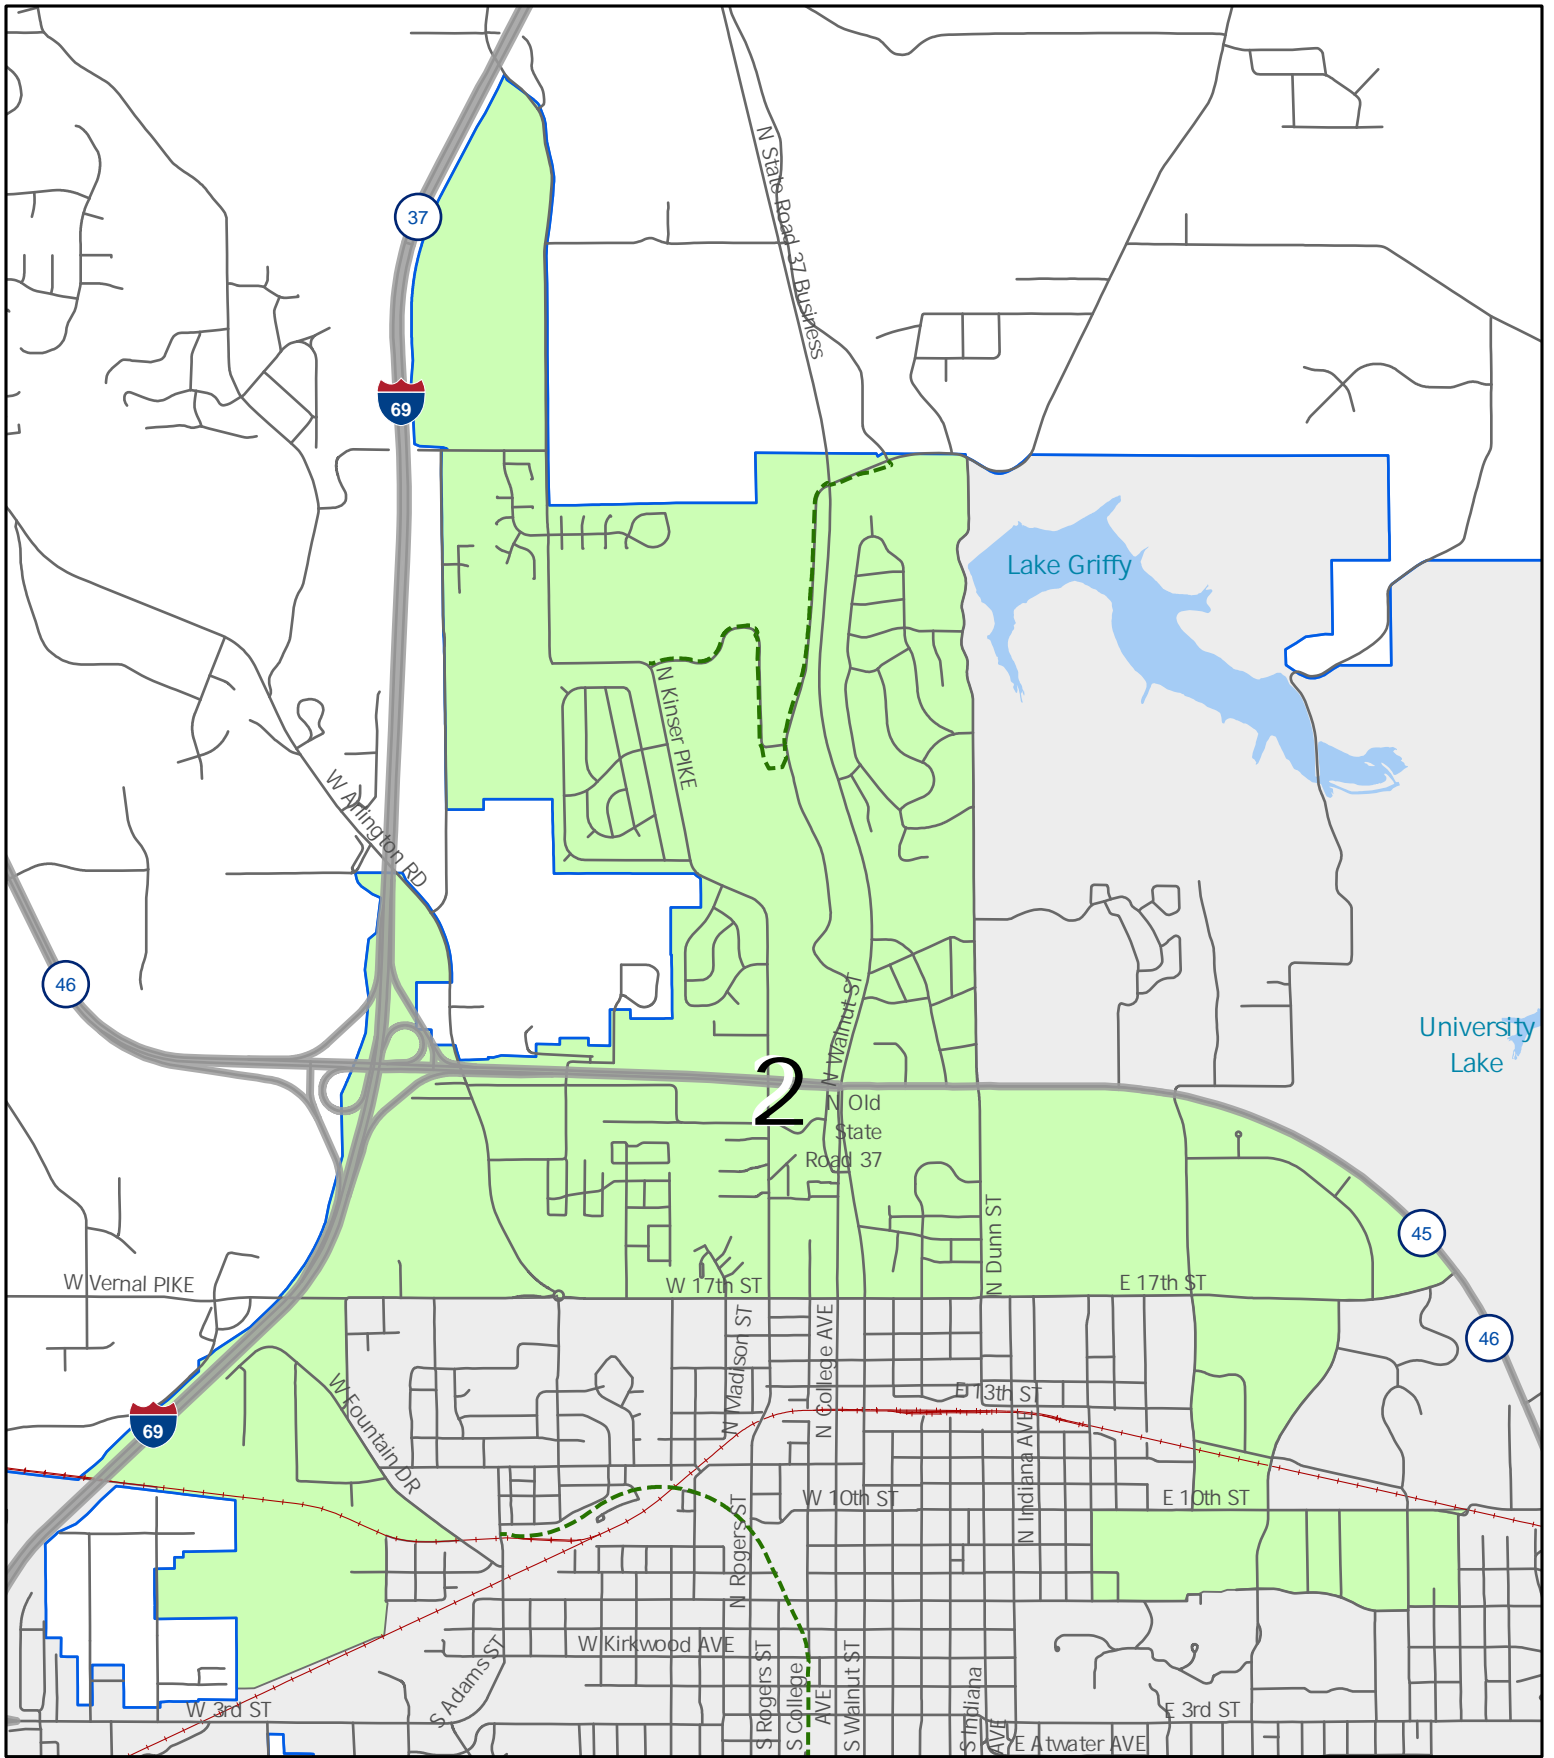 N State Road 37 Business
37
69
Lake Griffy
N Kinser PIKE
W Arlington RD
46
University
Lake
N Walnut ST
2
N Old
State
Road 37
45
N Dunn ST
W Vernal PIKE
W 17th ST
E 17th ST
46
N Madison ST
N College AVE
W Fountain DR
E 13th ST
69
N Indiana AVE
W 10th ST
E 10th ST
N Rogers ST
W Kirkwood AVE
S Adams ST
S Rogers ST
S College
AVE
S Walnut ST
S Indiana
AVE
W 3rd ST
E 3rd ST
E Atwater AVE